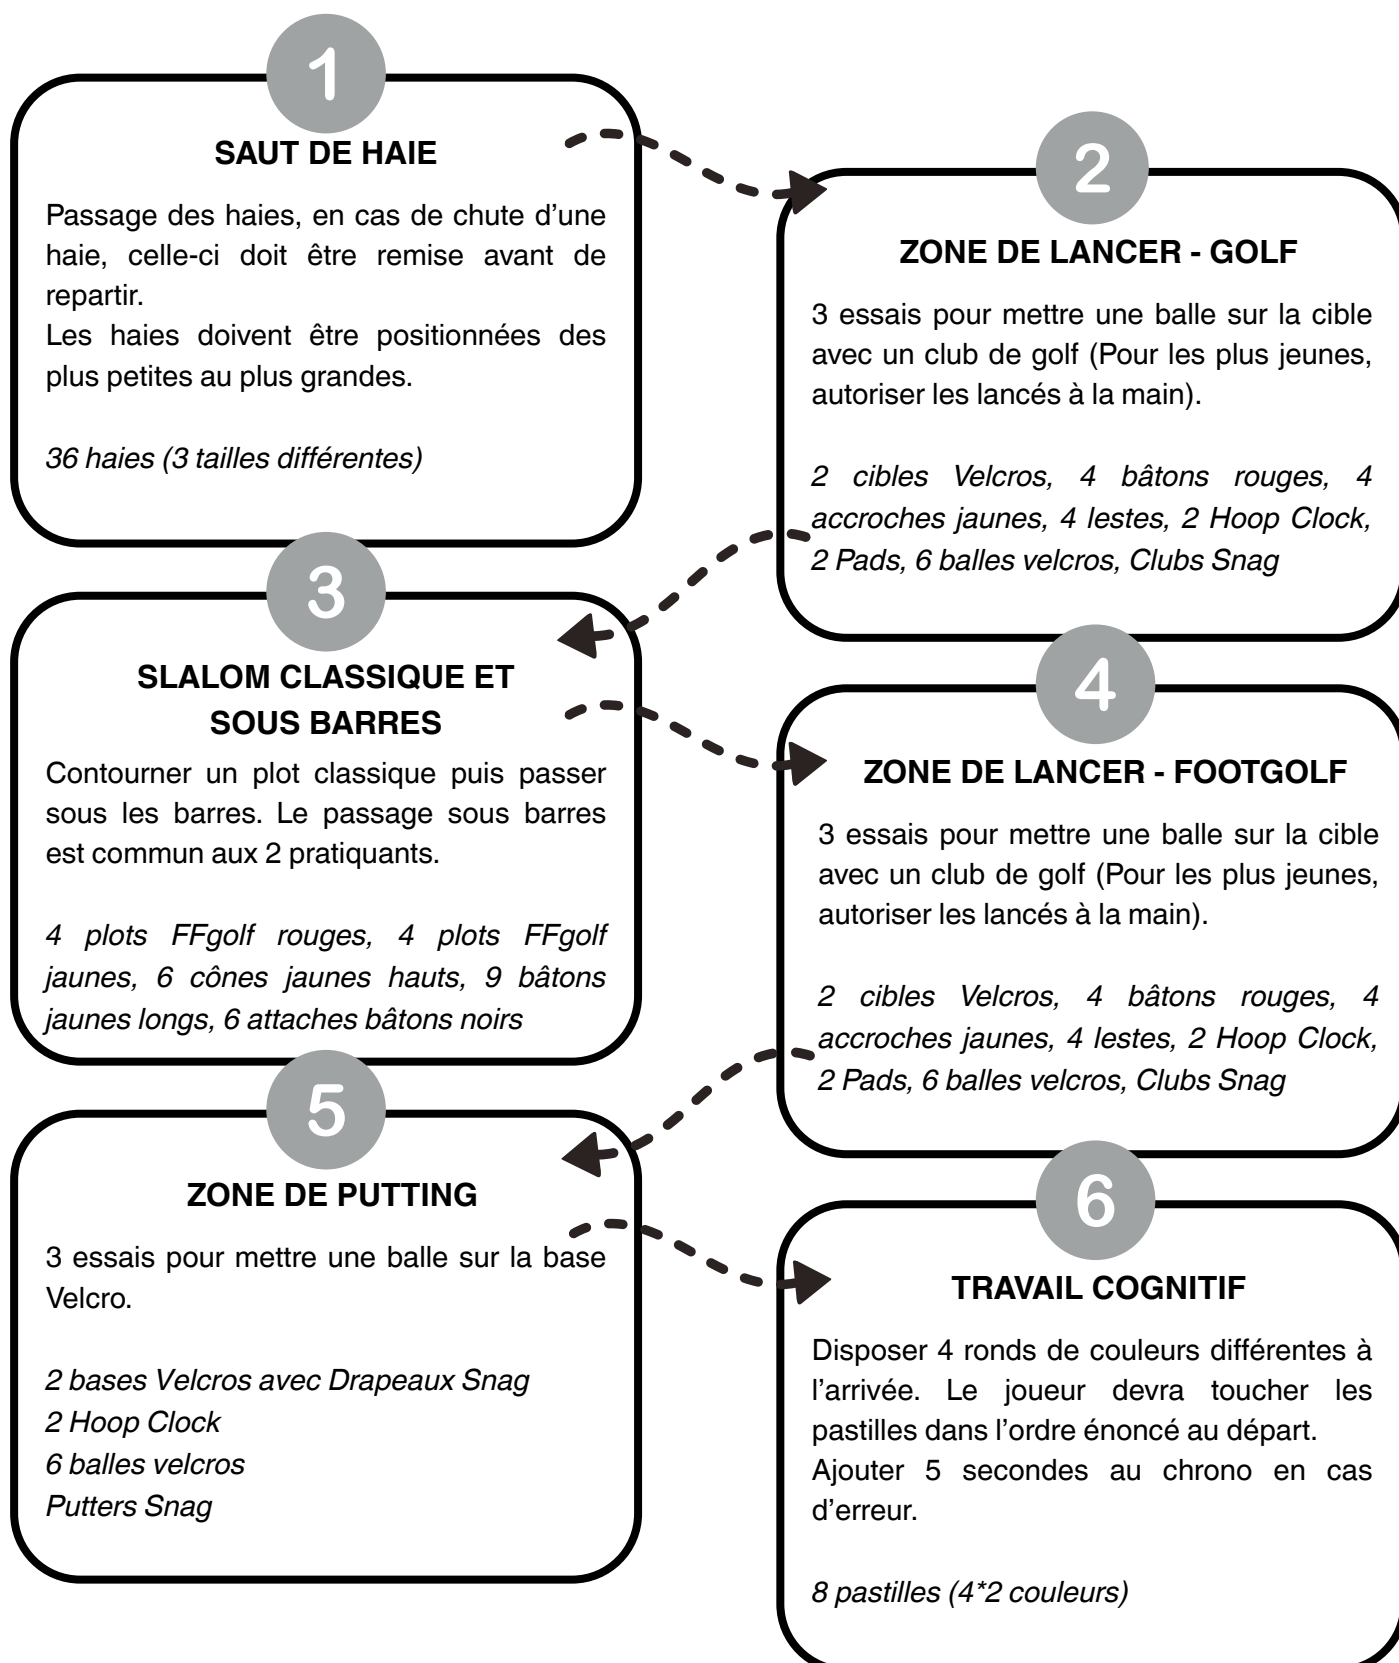 1
SAUT DE HAIE
Passage des haies, en cas de chute d'une
haie, celle-ci doit être remise avant de
repartir.
Les haies doivent être positionnées des
plus petites au plus grandes.
36 haies (3 tailles différentes)
2
ZONE DE LANCER - GOLF
3 essais pour mettre une balle sur la cible
avec un club de golf (Pour les plus jeunes,
autoriser les lancés à la main).
2 cibles Velcros, 4 bâtons rouges, 4
accroches jaunes, 4 lestes, 2 Hoop Clock,
2 Pads, 6 balles velcros, Clubs Snag
3
SLALOM CLASSIQUE ET
SOUS BARRES
Contourner un plot classique puis passer
sous les barres. Le passage sous barres
est commun aux 2 pratiquants.
4 plots FFgolf rouges, 4 plots FFgolf
jaunes, 6 cônes jaunes hauts, 9 bâtons
jaunes longs, 6 attaches bâtons noirs
4
ZONE DE LANCER - FOOTGOLF
3 essais pour mettre une balle sur la cible
avec un club de golf (Pour les plus jeunes,
autoriser les lancés à la main).
2 cibles Velcros, 4 bâtons rouges, 4
accroches jaunes, 4 lestes, 2 Hoop Clock,
2 Pads, 6 balles velcros, Clubs Snag
5
ZONE DE PUTTING
3 essais pour mettre une balle sur la base
Velcro.
2 bases Velcros avec Drapeaux Snag
2 Hoop Clock
6 balles velcros
Putters Snag
6
TRAVAIL COGNITIF
Disposer 4 ronds de couleurs différentes à
l'arrivée. Le joueur devra toucher les
pastilles dans l'ordre énoncé au départ.
Ajouter 5 secondes au chrono en cas
d'erreur.
8 pastilles (4*2 couleurs)